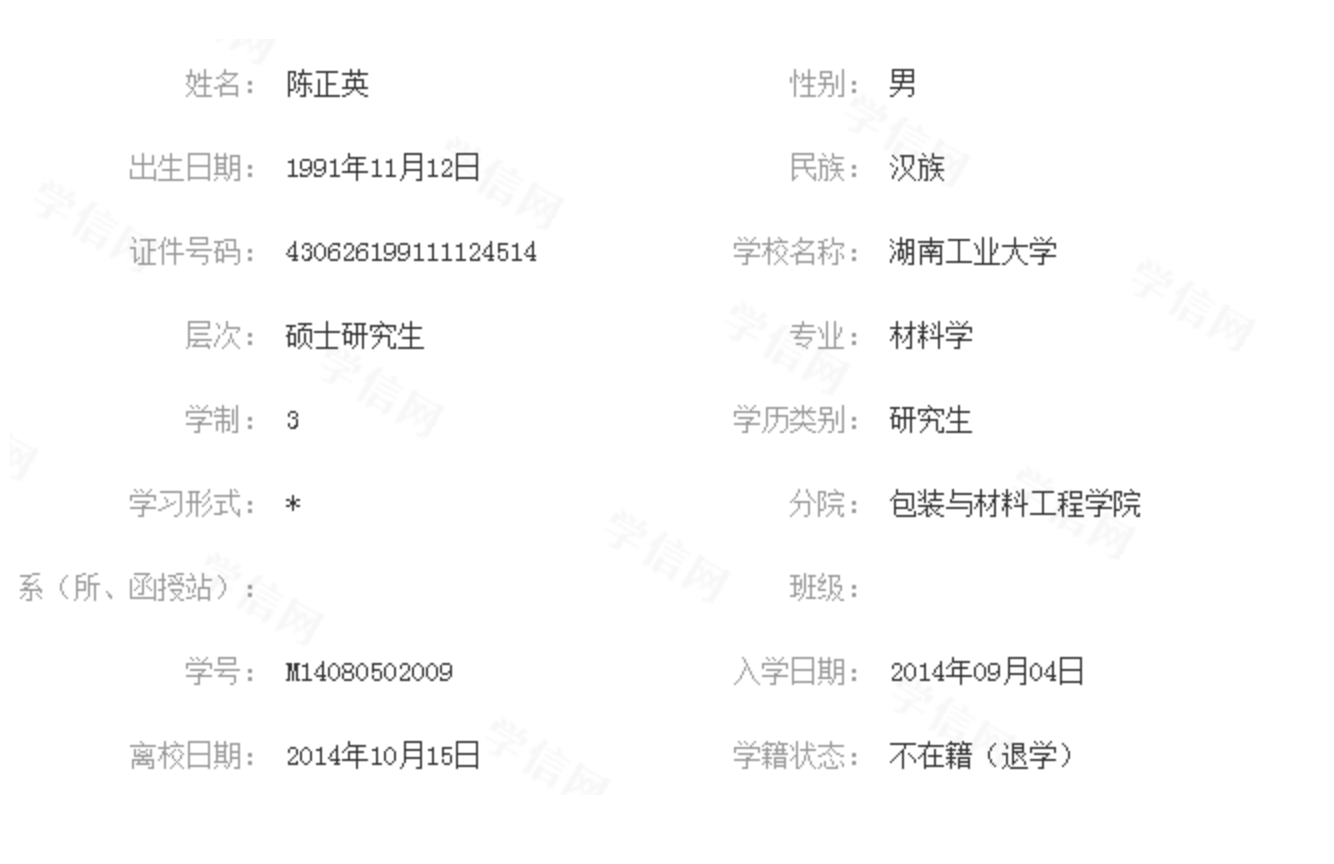 姓名： 陈正英 性别： 男
出生日期： 1991年11月12日 民族： 汉族
证件号码： 430626199111124514 学校名称： 湖南工业大学
层次： 硕士研究生 专业： 材料学
学制： 3 学历类别： 研究生
学习形式： * 分院： 包装与材料工程学院
系（所、函授站）： 班级：
学号： M14080502009 入学日期： 2014年09月04日
离校日期： 2014年10月15日 学籍状态： 不在籍（退学）
学信网